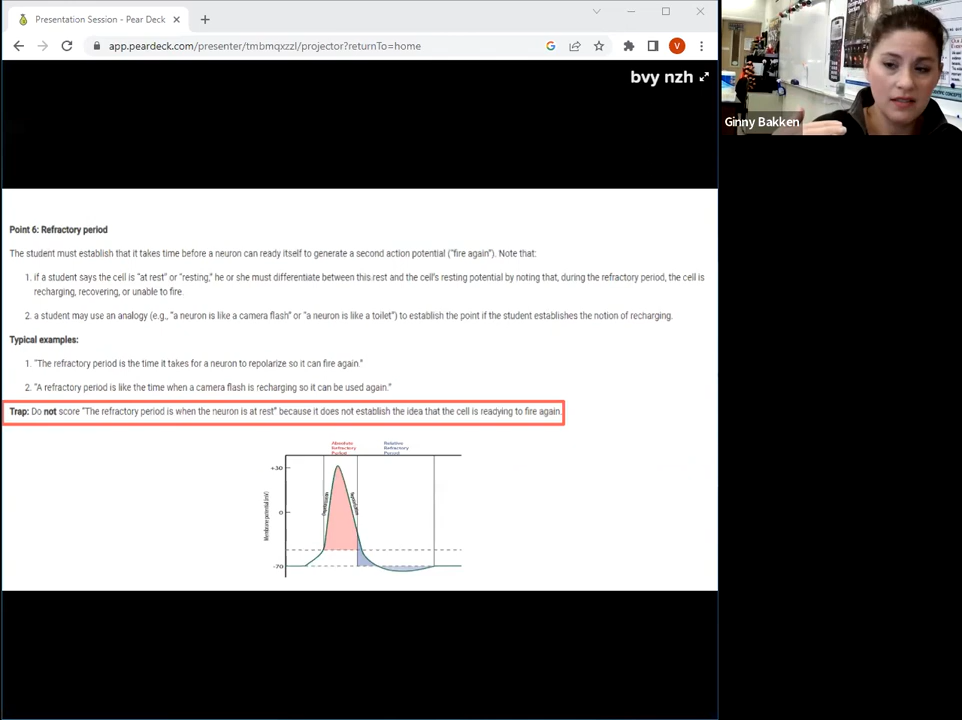 Presentation Session - Pear Deck
app.peardeck.com/presenter/tmbmqxzzl/projector?returnTo=home
V
bvy nzh
Ginny Bakken
Point 6: Refractory period
The student must establish that it takes time before a neuron can ready itself to generate a second action potential ("fire again"). Note that:
1. if a student says the cell is "at rest" or "resting," he or she must differentiate between this rest and the cell's resting potential by noting that, during the refractory period, the cell is
recharging, recovering, or unable to fire.
2. a student may use an analogy (e.g., "a neuron is like a camera flash" or "a neuron is like a toilet") to establish the point if the student establishes the notion of recharging.
Typical examples:
1. "The refractory period is the time it takes for a neuron to repolarize so it can fire again."
2. "A refractory period is like the time when a camera flash is recharging so it can be used again."
Trap: Do not score "The refractory period is when the neuron is at rest" because it does not establish the idea that the cell is readying to fire again.
Absolute
Refractory
Period
Relative
Refractory
Period
+30
0
-70
Membrane potential (mV)